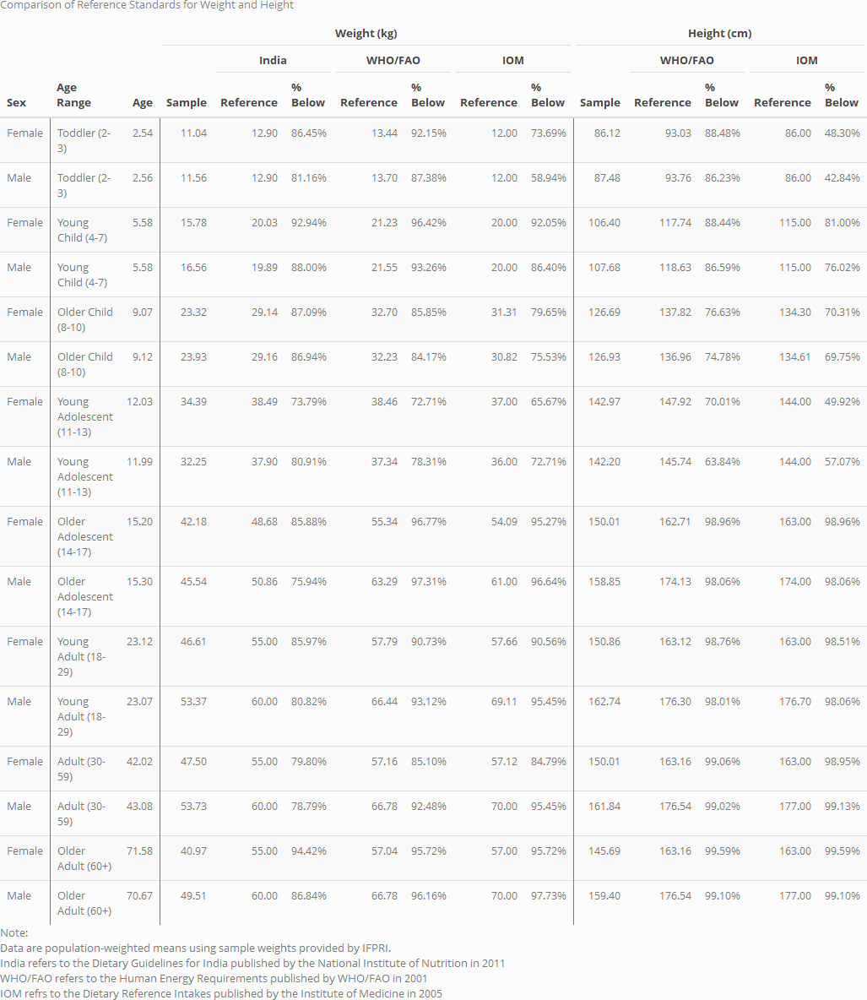 Comparison of Reference Standards for Weight and Height
Weight (kg) Height (cm)
India WHO/FAO IOM WHO/FAO IOM
Sex Age Range Age Sample Reference % Below Reference % Below Reference % Below Sample Reference % Below Reference % Below
Female Toddler (2-3) 2.54 11.04 12.90 86.45% 13.44 92.15% 12.00 73.69% 86.12 93.03 88.48% 86.00 48.30%
Male Toddler (2-3) 2.56 11.56 12.90 81.16% 13.70 87.38% 12.00 58.94% 87.48 93.76 86.23% 86.00 42.84%
Female Young Child (4-7) 5.58 15.78 20.03 92.94% 21.23 96.42% 20.00 92.05% 106.40 117.74 88.44% 115.00 81.00%
Male Young Child (4-7) 5.58 16.56 19.89 88.00% 21.55 93.26% 20.00 86.40% 107.68 118.63 86.59% 115.00 76.02%
Female Older Child (8-10) 9.07 23.32 29.14 87.09% 32.70 85.85% 31.31 79.65% 126.69 137.82 76.63% 134.30 70.31%
Male Older Child (8-10) 9.12 23.93 29.16 86.94% 32.23 84.17% 30.82 75.53% 126.93 136.96 74.78% 134.61 69.75%
Female Young Adolescent (11-13) 12.03 34.39 38.49 73.79% 38.46 72.71% 37.00 65.67% 142.97 147.92 70.01% 144.00 49.92%
Male Young Adolescent (11-13) 11.99 32.25 37.90 80.91% 37.34 78.31% 36.00 72.71% 142.20 145.74 63.84% 144.00 57.07%
Female Older Adolescent (14-17) 15.20 42.18 48.68 85.88% 55.34 96.77% 54.09 95.27% 150.01 162.71 98.96% 163.00 98.96%
Male Older Adolescent (14-17) 15.30 45.54 50.86 75.94% 63.29 97.31% 61.00 96.64% 158.85 174.13 98.06% 174.00 98.06%
Female Young Adult (18-29) 23.12 46.61 55.00 85.97% 57.79 90.73% 57.66 90.56% 150.86 163.12 98.76% 163.00 98.51%
Male Young Adult (18-29) 23.07 53.37 60.00 80.82% 66.44 93.12% 69.11 95.45% 162.74 176.30 98.01% 176.70 98.06%
Female Adult (30-59) 42.02 47.50 55.00 79.80% 57.16 85.10% 57.12 84.79% 150.01 163.16 99.06% 163.00 98.95%
Male Adult (30-59) 43.08 53.73 60.00 78.79% 66.78 92.48% 70.00 95.45% 161.84 176.54 99.02% 177.00 99.13%
Female Older Adult (60+) 71.58 40.97 55.00 94.42% 57.04 95.72% 57.00 95.72% 145.69 163.16 99.59% 163.00 99.59%
Male Older Adult (60+) 70.67 49.51 60.00 86.84% 66.78 96.16% 70.00 97.73% 159.40 176.54 99.10% 177.00 99.10%
Note:
Data are population-weighted means using sample weights provided by IFPRI.
India refers to the Dietary Guidelines for India published by the National Institute of Nutrition in 2011
WHO/FAO refers to the Human Energy Requirements published by WHO/FAO in 2001
IOM refrs to the Dietary Reference Intakes published by the Institute of Medicine in 2005